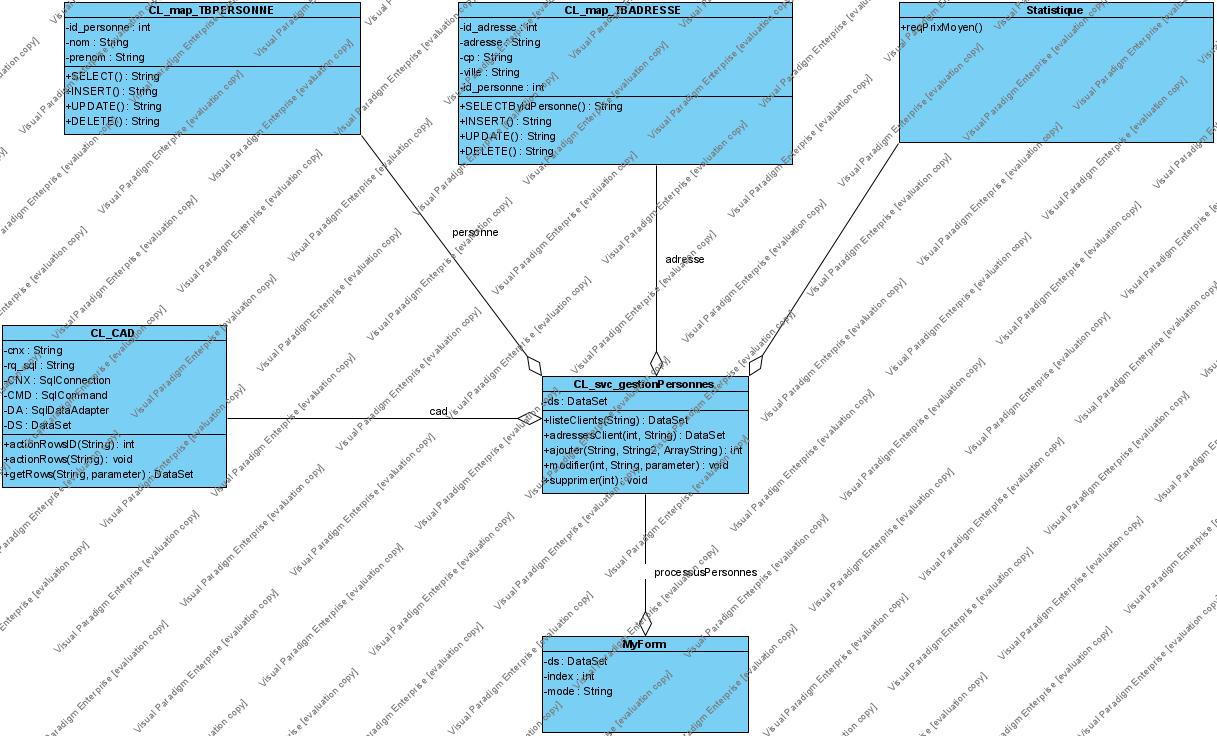 CL_map_TBPERSONNE
-id_personne : int
-nom : String
-prenom : String
+SELECT() : String
+INSERT() : String
+UPDATE() : String
+DELETE() : String
CL_map_TBADRESSE
-id_adresse : int
-adresse : String
-cp : String
-ville : String
-id_personne : int
+SELECTByIdPersonne() : String
+INSERT() : String
+UPDATE() : String
+DELETE() : String
Statistique
+reqPrixMoyen()
personne
adresse
CL_CAD
-cnx : String
-rq_sql : String
-CNX : SqlConnection
-CMD : SqlCommand
-DA : SqlDataAdapter
-DS : DataSet
+actionRowsID(String) : int
+actionRows(String) : void
+getRows(String, parameter) : DataSet
cad
CL_svc_gestionPersonnes
-ds : DataSet
+listeClients(String) : DataSet
+adressesClient(int, String) : DataSet
+ajouter(String, String2, ArrayString) : int
+modifier(int, String, parameter) : void
+supprimer(int) : void
processusPersonnes
MyForm
-ds : DataSet
-index : int
-mode : String
Visual Paradigm Enterprise [evaluation copy]